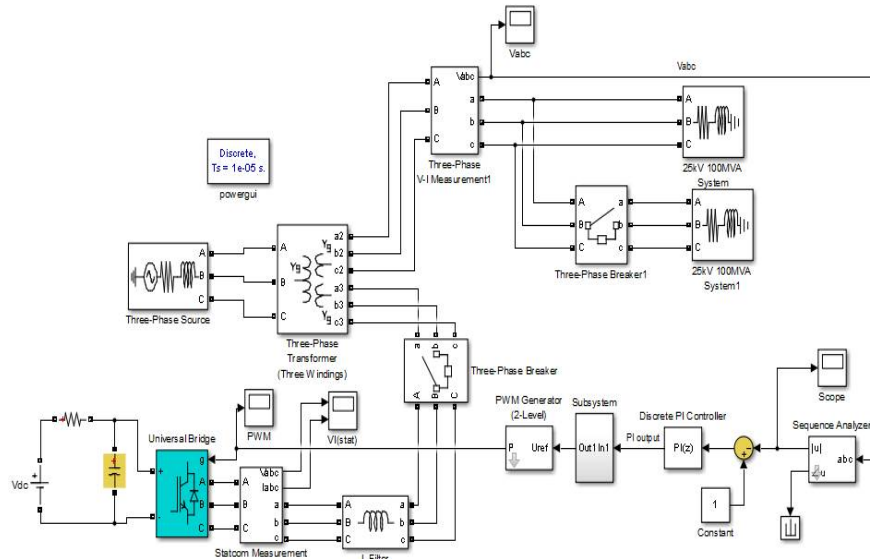 Vabc
Vabc
A
B
C
Vabc
a
b
c
Three-Phase
V-I Measurement1
A
B
C
25kV 100MVA
System
Discrete,
Ts = 1e-05 s.
powergui
A
B
C
a
b
c
Three-Phase Breaker1
A
B
C
25kV 100MVA
System1
A
B
C
Three-Phase Source
A
B
C
Yg
Yg
Yg
a2
b2
c2
a3
b3
c3
Three-Phase
Transformer
(Three Windings)
a
b
c
A
B
C
Three-Phase Breaker
Scope
PWM
VI(stat)
PWM Generator
(2-Level)
P
Uref
Subsystem
Out1 In1
Discrete PI Controller
PI output
PI(z)
Sequence Analyzer
|u|
abc
Constant
1
Vdc
+
Universal Bridge
g
+
-
A
B
C
A
B
C
Vabc
Iabc
a
b
c
Statcom Measurement
A
B
C
a
b
c